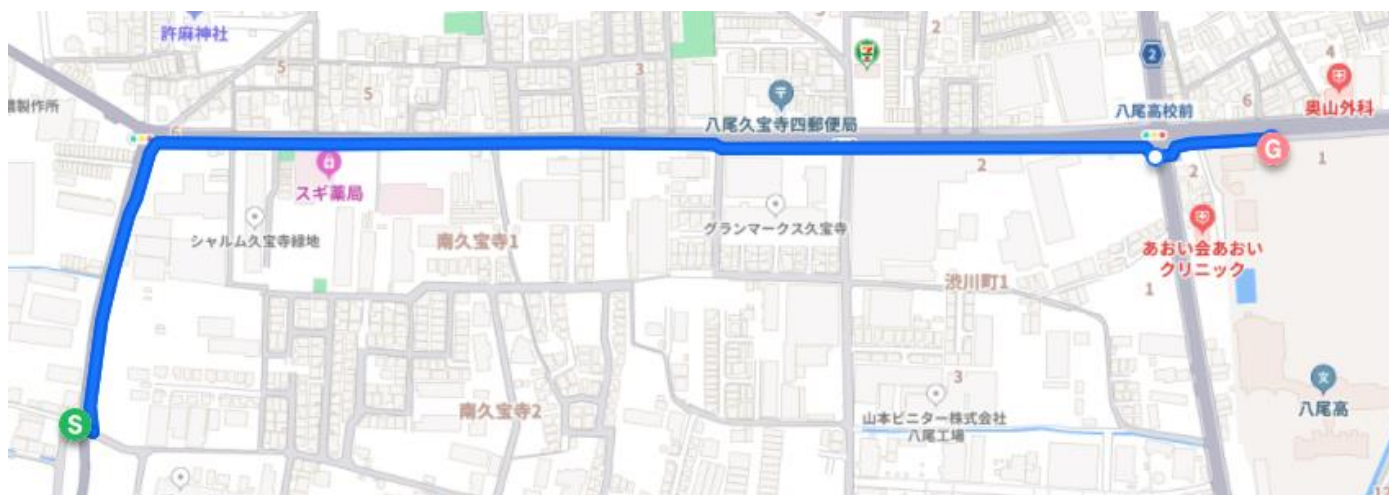 許麻神社
5
3
2
2
7
4
製作所
5
八尾高校前
6
奥山外科
八尾久宝寺四郵便局
スギ薬局
2
2
1
シャルム久宝寺緑地
南久宝寺1
グランマークス久宝寺
あおい会あおい
クリニック
渋川町1
1
G
S
南久宝寺2
3
山本ビニター株式会社
八尾工場
文
八尾高